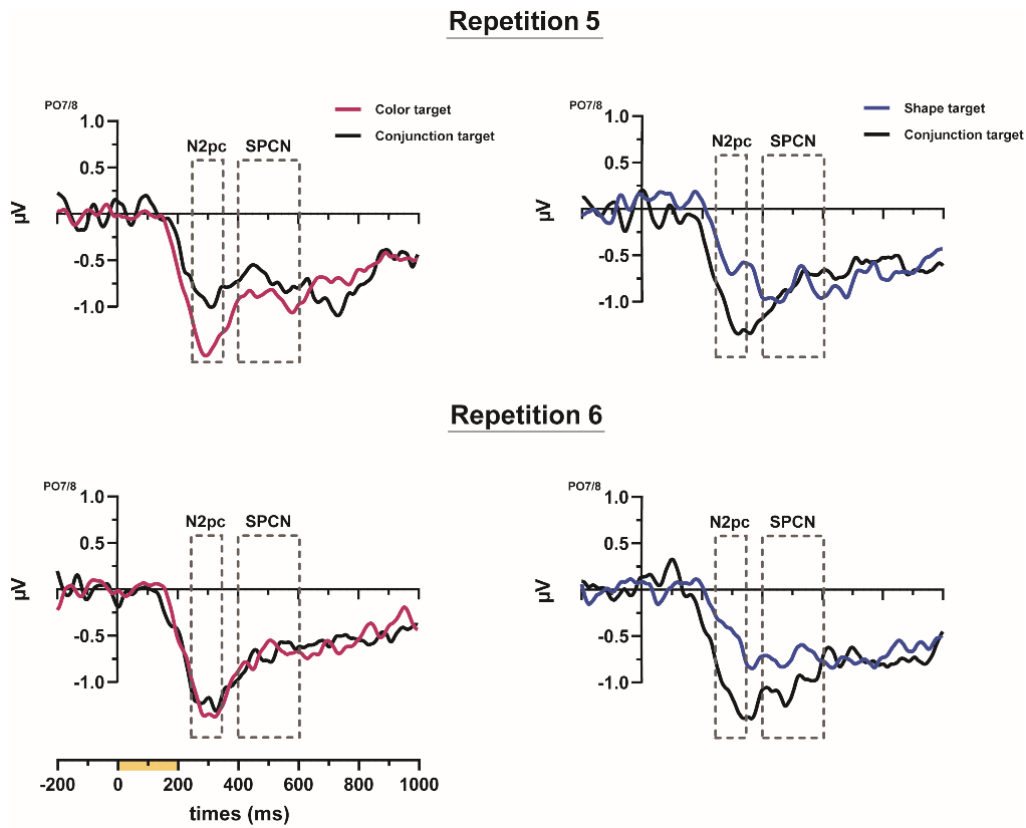 Repetition 5
PO7/8
Color target
Conjunction target
1.0
0.5
-0.5
-1.0
µV
N2pc
SPCN
PO7/8
Shape target
Conjunction target
1.0
0.5
-0.5
-1.0
µV
N2pc
SPCN
Repetition 6
PO7/8
1.0
0.5
-0.5
-1.0
µV
N2pc
SPCN
PO7/8
1.0
0.5
-0.5
-1.0
µV
N2pc
SPCN
-200 0 200 400 600 800 1000
times (ms)